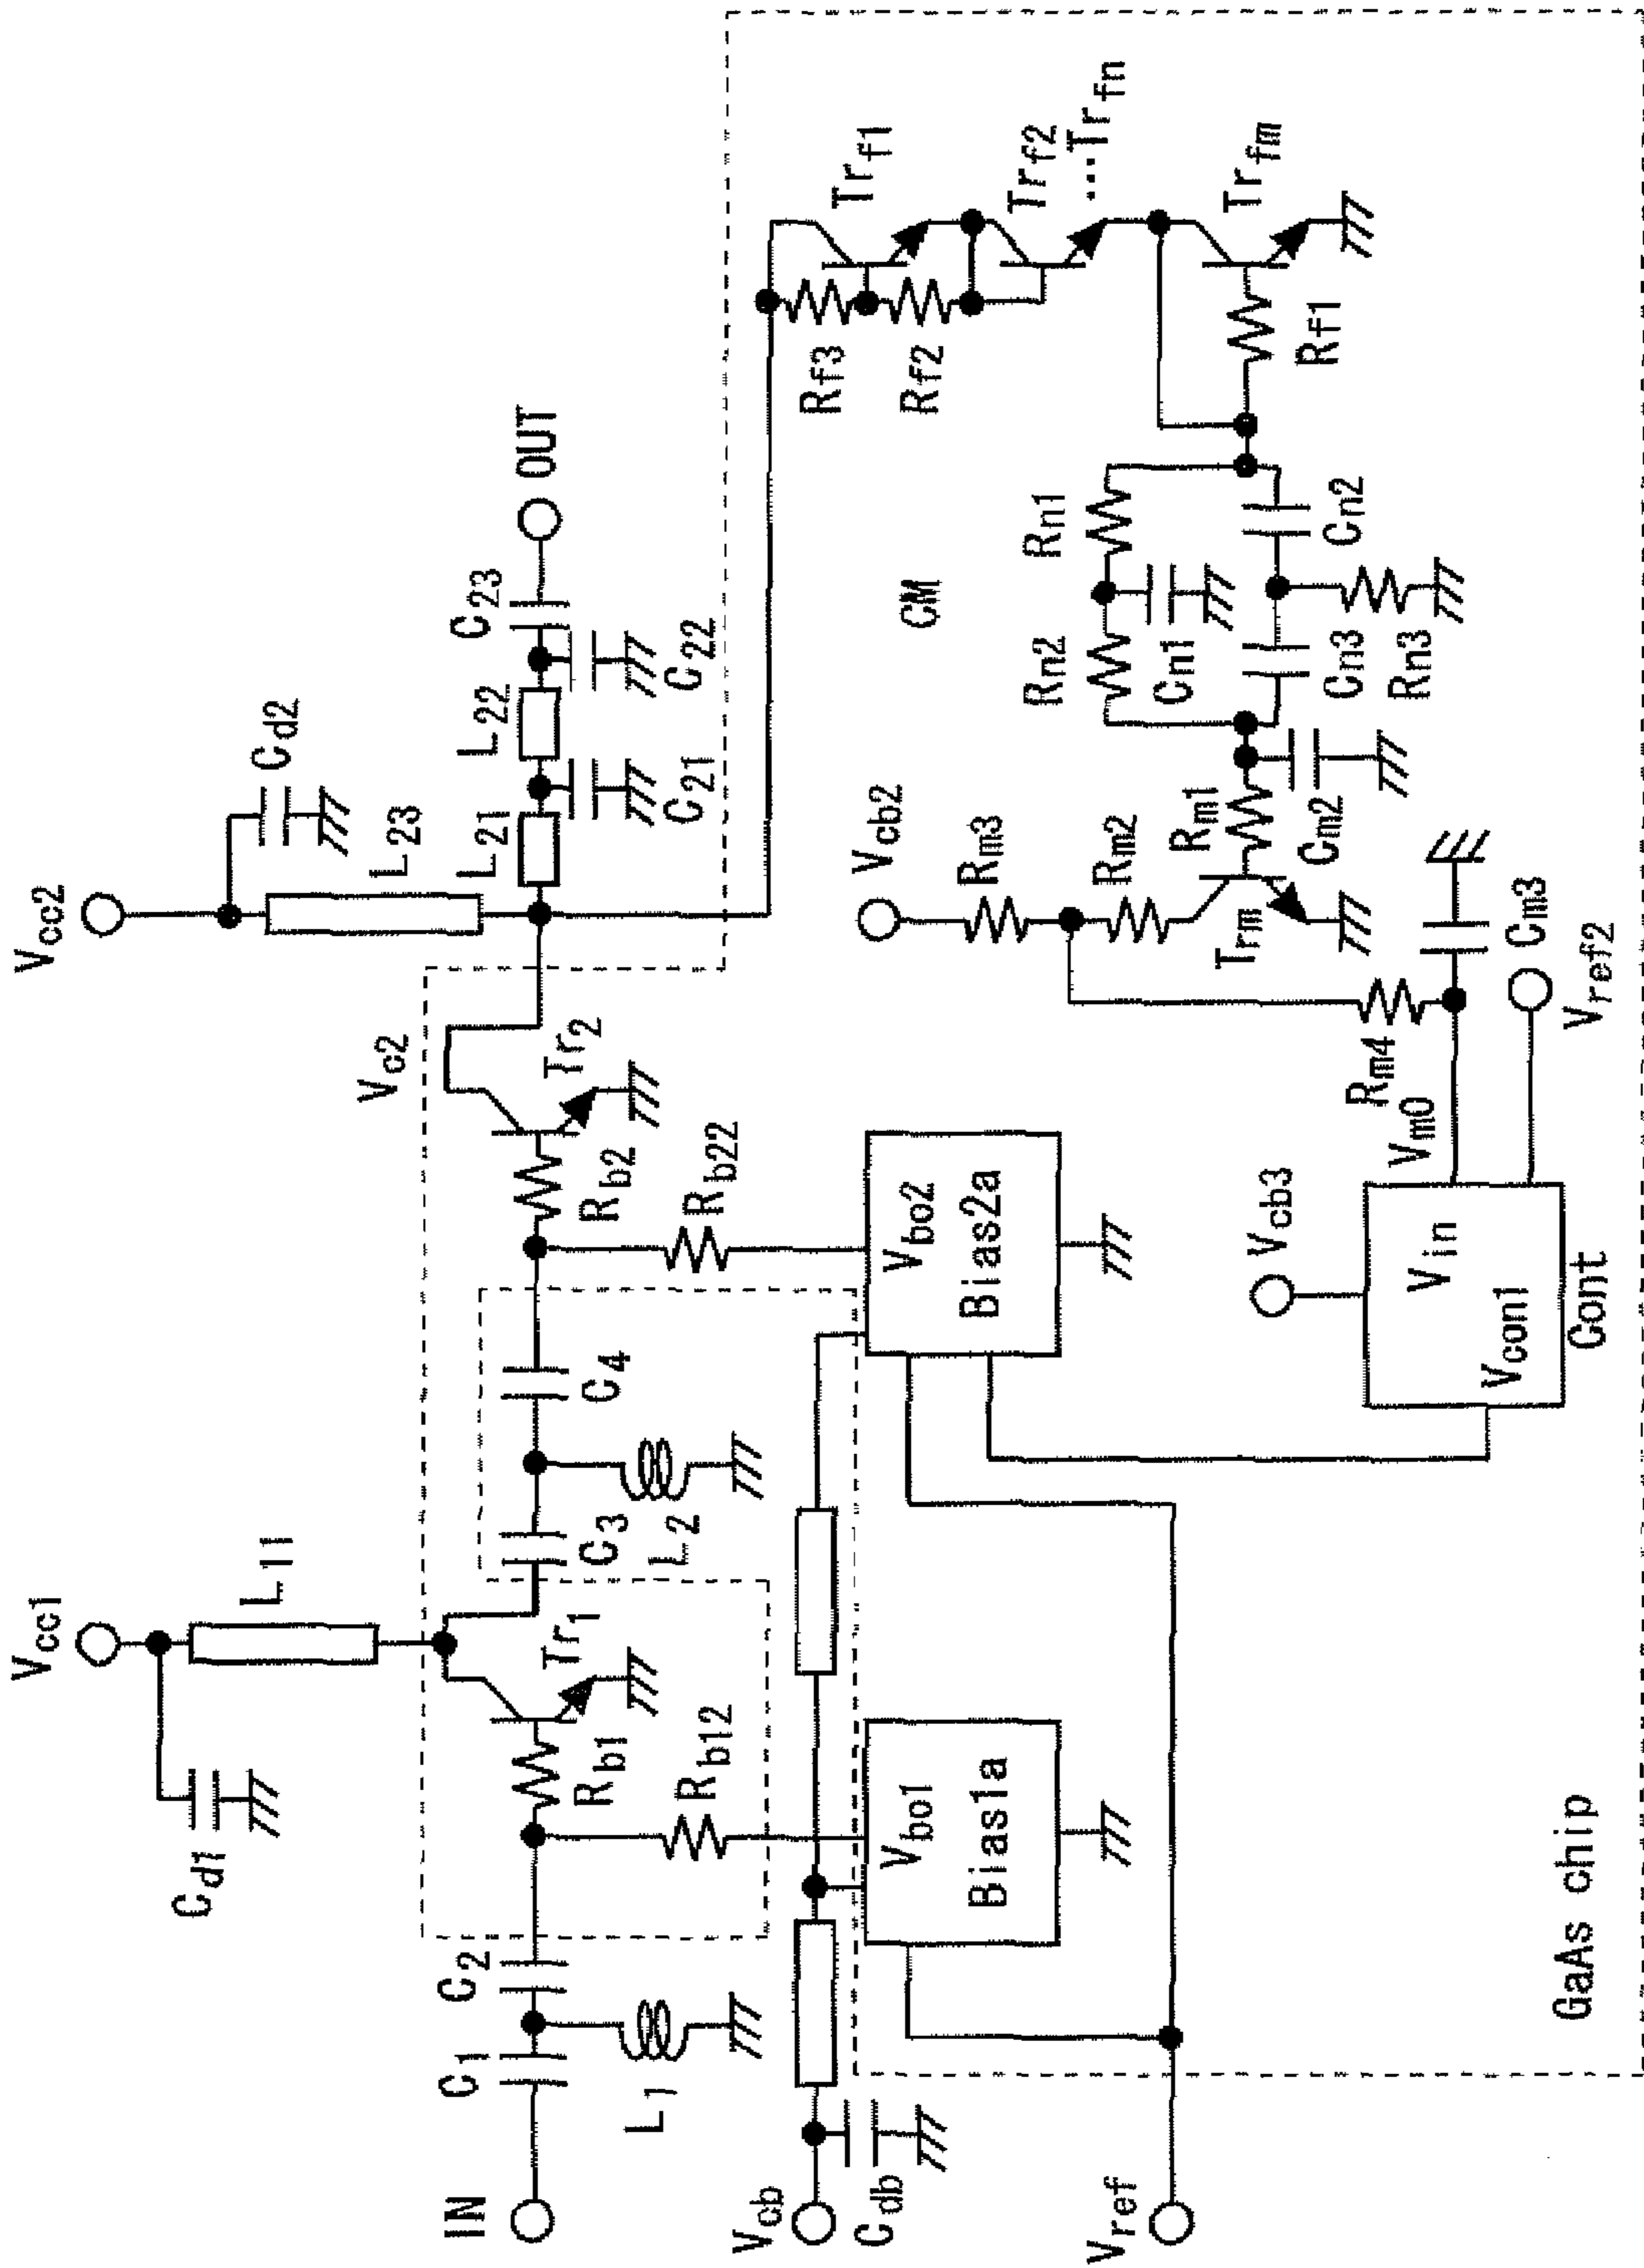 Vcc1
Vcc2
Cd1
L11
Cd2
L23
IN
C1
C2
L1
Rb1
Tr1
Rb12
C3
L2
C4
Rb2
Tr2
Vc2
Rb22
L21
C21
L22
C22
C23
OUT
Vcb
Cdb
Vbo1
Bias1a
Vbo2
Bias2a
Vref
Vcb3
Vin
Vcon1
Cont
Vm0
Rm4
Vref2
Cm3
Vcb2
Rm3
Rm2
Trm
Rm1
Cm2
Rn2
Rn1
Cn1
Cn3
Cn2
Rn3
CM
Rf3
Rf2
Rf1
Trf1
Trf2
...Trfn
Trfm
GaAs chip